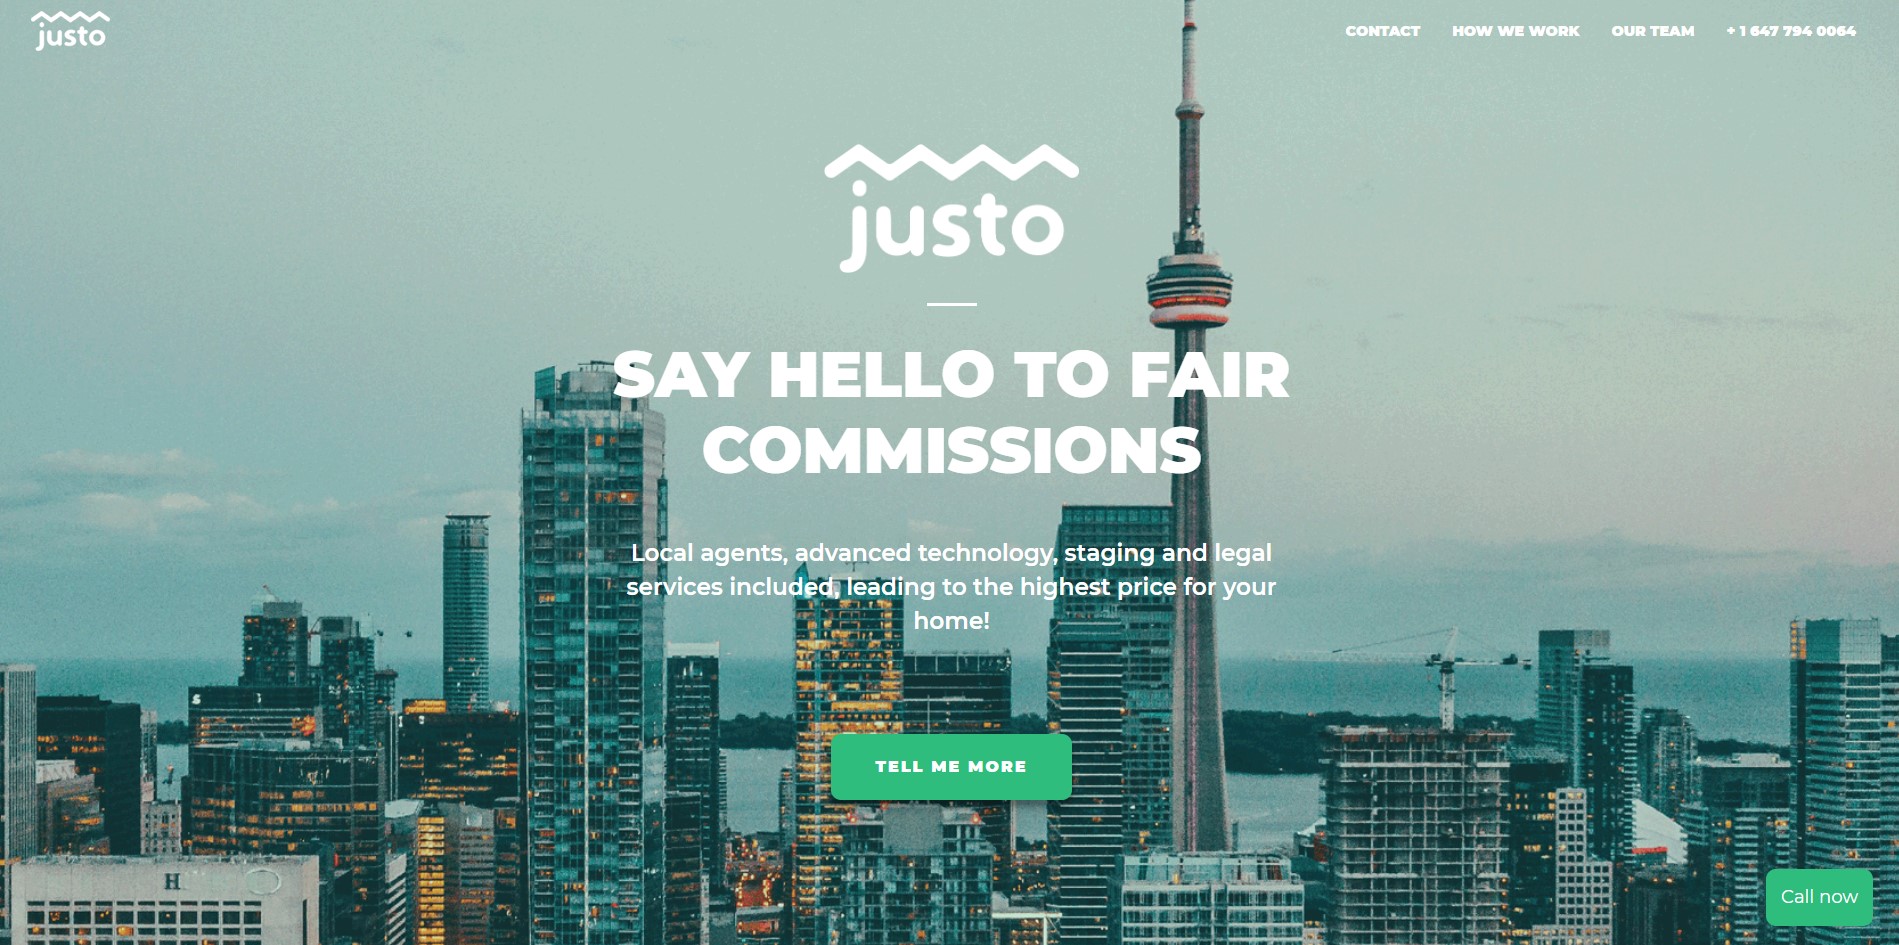 justo
CONTACT
HOW WE WORK
OUR TEAM
+ 1 647 794 0064
justo
SAY HELLO TO FAIR
COMMISSIONS
Local agents, advanced technology, staging and legal
services included, leading to the highest price for your
home!
TELL ME MORE
H
Call now